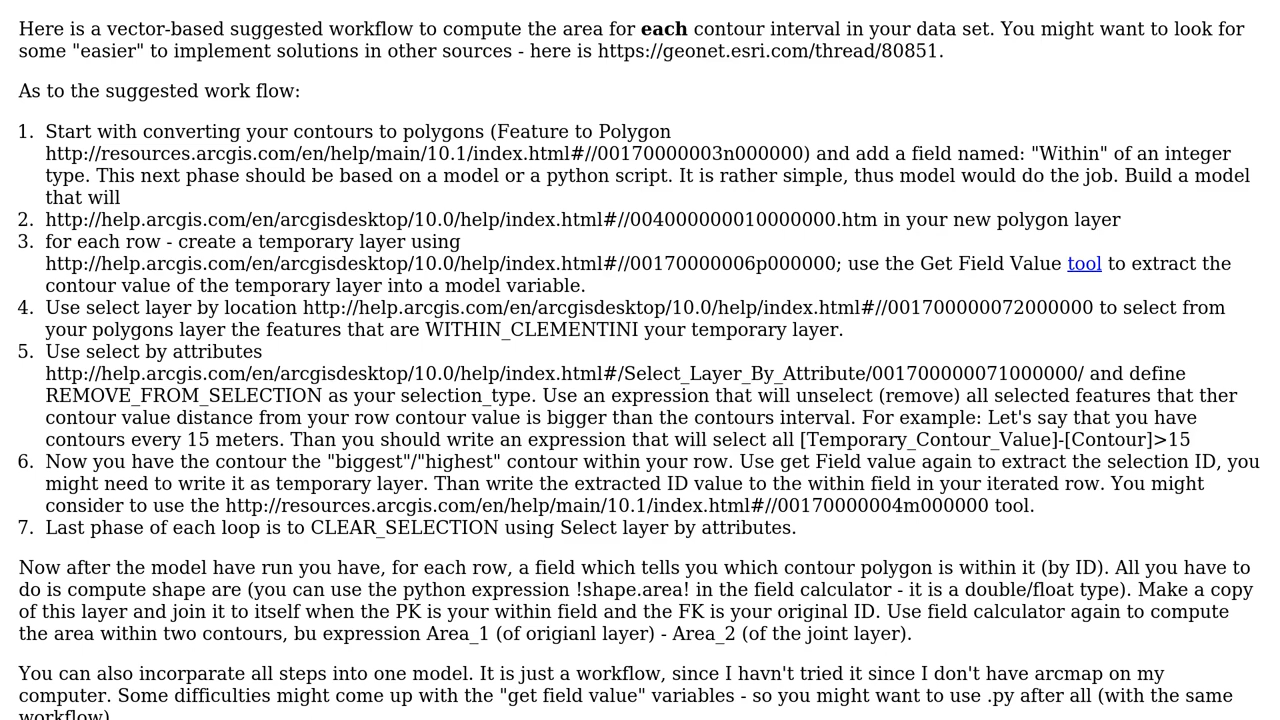 Here is a vector-based suggested workflow to compute the area for each contour interval in your data set. You might want to look for
some "easier" to implement solutions in other sources - here is https://geonet.esri.com/thread/80851.
As to the suggested work flow:
1. Start with converting your contours to polygons (Feature to Polygon
http://resources.arcgis.com/en/help/main/10.1/index.html#//00170000003n000000) and add a field named: "Within" of an integer
type. This next phase should be based on a model or a python script. It is rather simple, thus model would do the job. Build a model
that will
2. http://help.arcgis.com/en/arcgisdesktop/10.0/help/index.html#//004000000010000000.htm in your new polygon layer
3. for each row - create a temporary layer using
http://help.arcgis.com/en/arcgisdesktop/10.0/help/index.html#//00170000006p000000; use the Get Field Value tool to extract the
contour value of the temporary layer into a model variable.
4. Use select layer by location http://help.arcgis.com/en/arcgisdesktop/10.0/help/index.html#//001700000072000000 to select from
your polygons layer the features that are WITHIN_CLEMENTINI your temporary layer.
5. Use select by attributes
http://help.arcgis.com/en/arcgisdesktop/10.0/help/index.html#/Select_Layer_By_Attribute/001700000071000000/ and define
REMOVE_FROM_SELECTION as your selection_type. Use an expression that will unselect (remove) all selected features that ther
contour value distance from your row contour value is bigger than the contours interval. For example: Let's say that you have
contours every 15 meters. Than you should write an expression that will select all [Temporary_Contour_Value]-[Contour]>15
6. Now you have the contour the "biggest"/"highest" contour within your row. Use get Field value again to extract the selection ID, you
might need to write it as temporary layer. Than write the extracted ID value to the within field in your iterated row. You might
consider to use the http://resources.arcgis.com/en/help/main/10.1/index.html#//00170000004m000000 tool.
7. Last phase of each loop is to CLEAR_SELECTION using Select layer by attributes.
Now after the model have run you have, for each row, a field which tells you which contour polygon is within it (by ID). All you have to
do is compute shape are (you can use the python expression !shape.area! in the field calculator - it is a double/float type). Make a copy
of this layer and join it to itself when the PK is your within field and the FK is your original ID. Use field calculator again to compute
the area within two contours, bu expression Area_1 (of origianl layer) - Area_2 (of the joint layer).
You can also incorparate all steps into one model. It is just a workflow, since I havn't tried it since I don't have arcmap on my
computer. Some difficulties might come up with the "get field value" variables - so you might want to use .py after all (with the same
workflow)